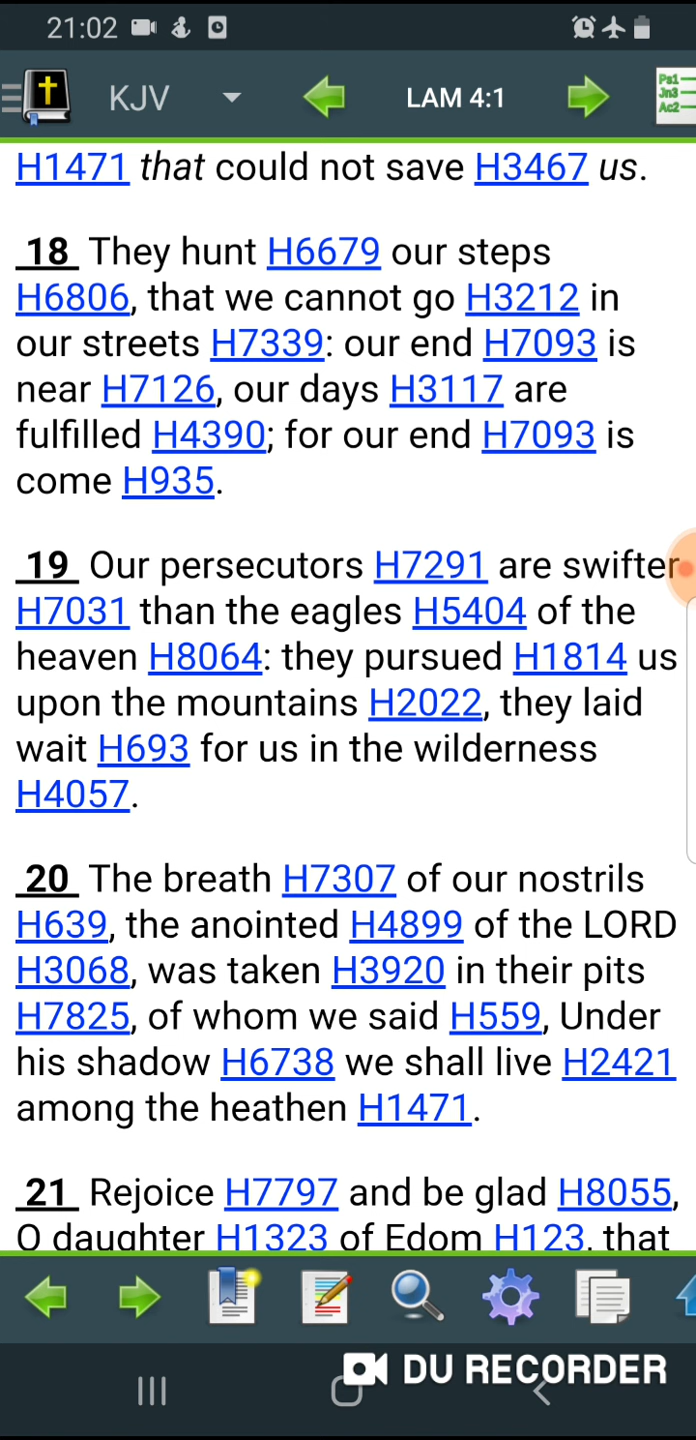 21:02
KJV LAM 4:1 Ps1 Jn3 Ac2
H1471 that could not save H3467 us.
18 They hunt H6679 our steps
H6806, that we cannot go H3212 in
our streets H7339: our end H7093 is
near H7126, our days H3117 are
fulfilled H4390; for our end H7093 is
come H935.
19 Our persecutors H7291 are swifter
H7031 than the eagles H5404 of the
heaven H8064: they pursued H1814 us
upon the mountains H2022, they laid
wait H693 for us in the wilderness
H4057.
20 The breath H7307 of our nostrils
H639, the anointed H4899 of the LORD
H3068, was taken H3920 in their pits
H7825, of whom we said H559, Under
his shadow H6738 we shall live H2421
among the heathen H1471.
21 Rejoice H7797 and be glad H8055,
O daughter H1323 of Edom H123, that
DU RECORDER